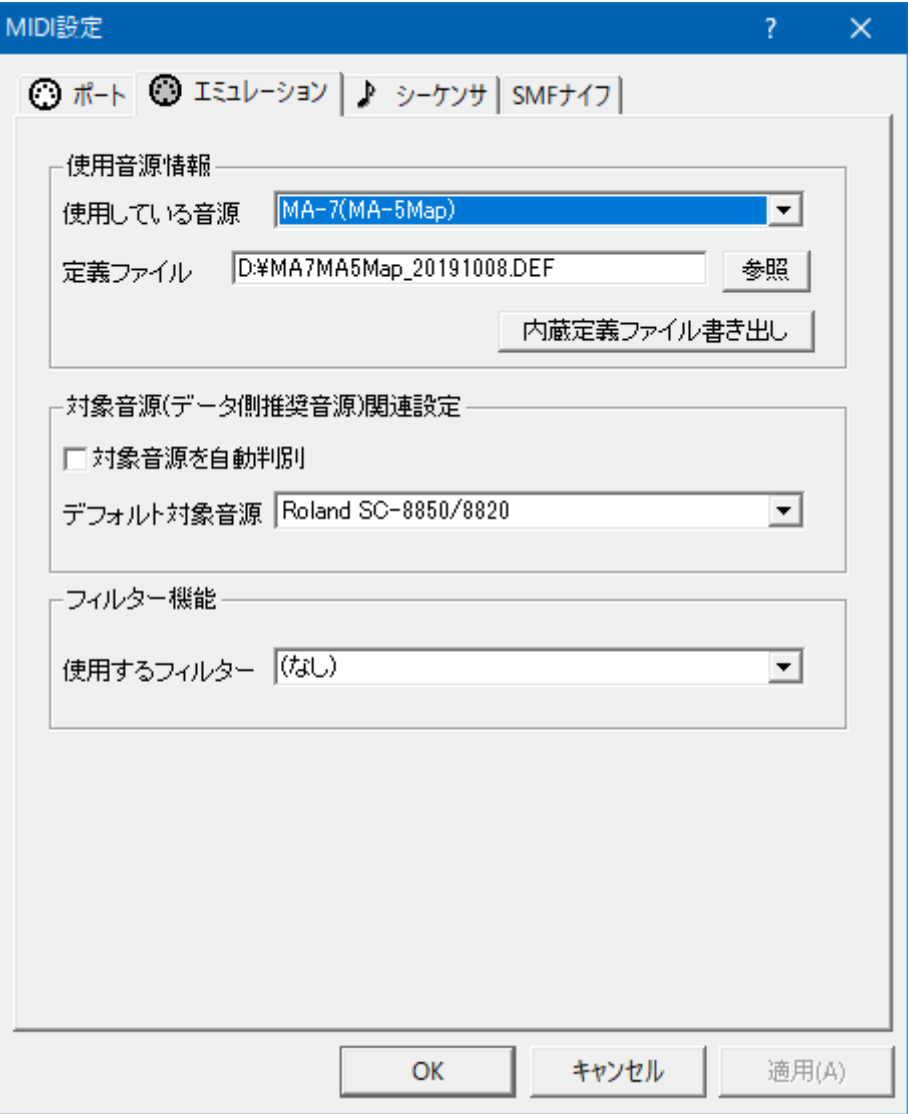 MIDI設定 ?
ポート エミュレーション シーケンサ SMFナイフ
使用音源情報
使用している音源 MA-7(MA-5Map)
定義ファイル D:¥MA7MA5Map_20191008.DEF 参照
内蔵定義ファイル書き出し
対象音源(データ側推奨音源)関連設定
対象音源を自動判別
デフォルト対象音源 Roland SC-8850/8820
フィルター機能
使用するフィルター (なし)
OK キャンセル 適用(A)